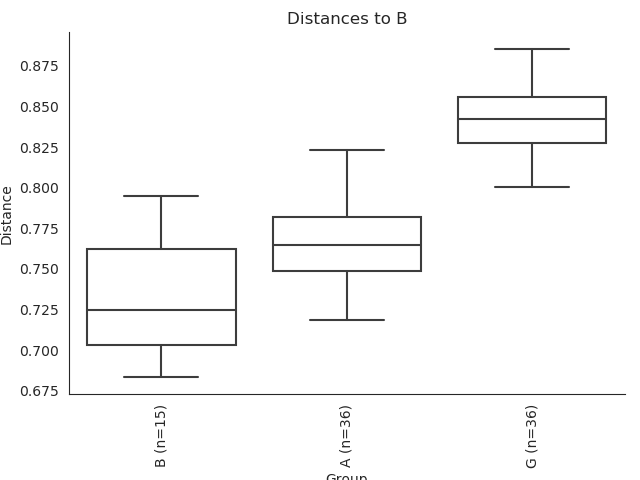 Distances to B
0.875
0.850
0.825
0.800
0.775
0.750
0.725
0.700
0.675
Distance
B (n=15)
A (n=36)
G (n=36)
Group